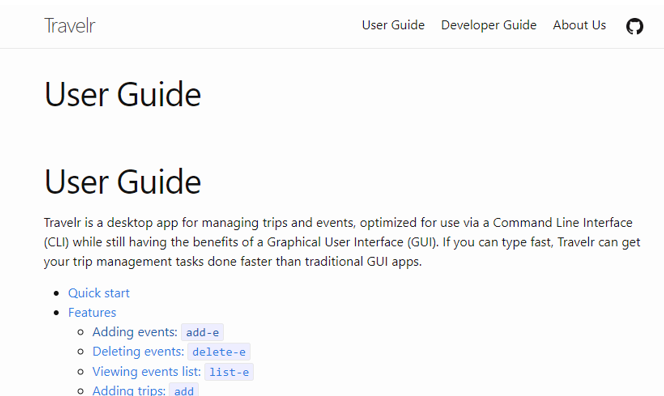 Travelr
User Guide Developer Guide About Us
User Guide
User Guide
Travelr is a desktop app for managing trips and events, optimized for use via a Command Line Interface
(CLI) while still having the benefits of a Graphical User Interface (GUI). If you can type fast, Travelr can get
your trip management tasks done faster than traditional GUI apps.
Quick start
Features
Adding events: add-e
Deleting events: delete-e
Viewing events list: list-e
Adding trips: add